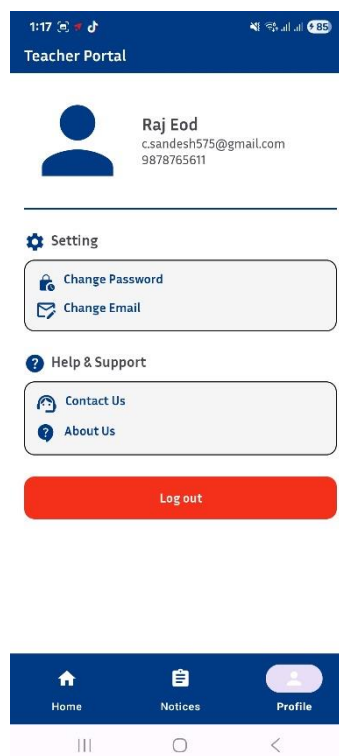 1:17
85
Teacher Portal
Raj Eod
c.sandesh575@gmail.com
9878765611
Setting
Change Password
Change Email
Help & Support
Contact Us
About Us
Log out
Home Notices Profile